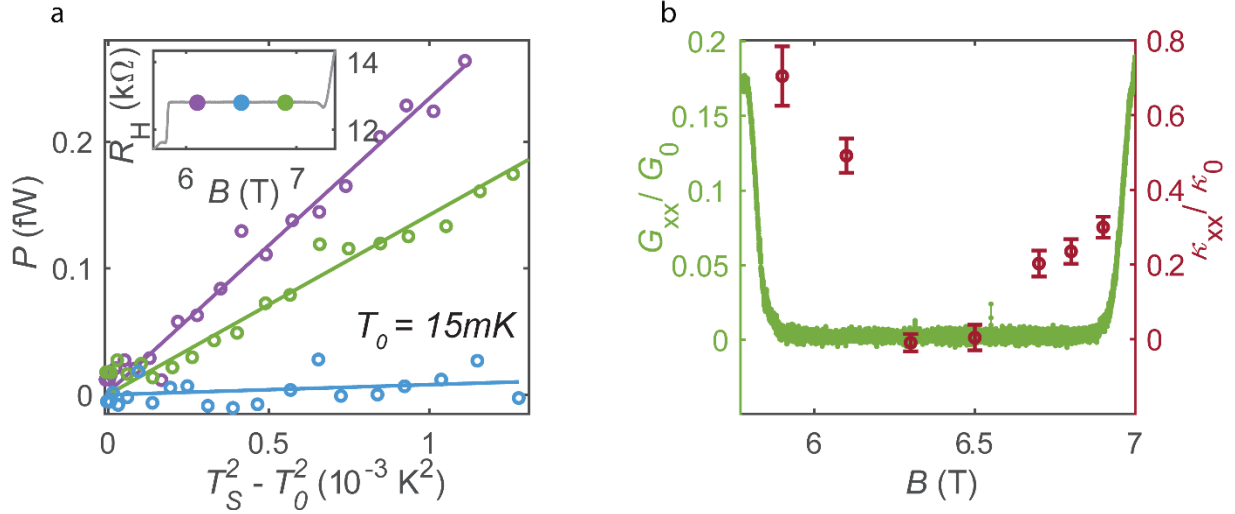 a
P (fW)
0.2
0.1
0
R_H (kΩ)
14
12
6
7
B (T)
T_0 = 15mK
0
0.5
1
T_S^2 - T_0^2 (10^-3 K^2)
b
G_xx / G_0
0.2
0.15
0.1
0.05
0
0.8
0.6
0.4
0.2
0
κ_xx / κ_0
6
6.5
7
B (T)